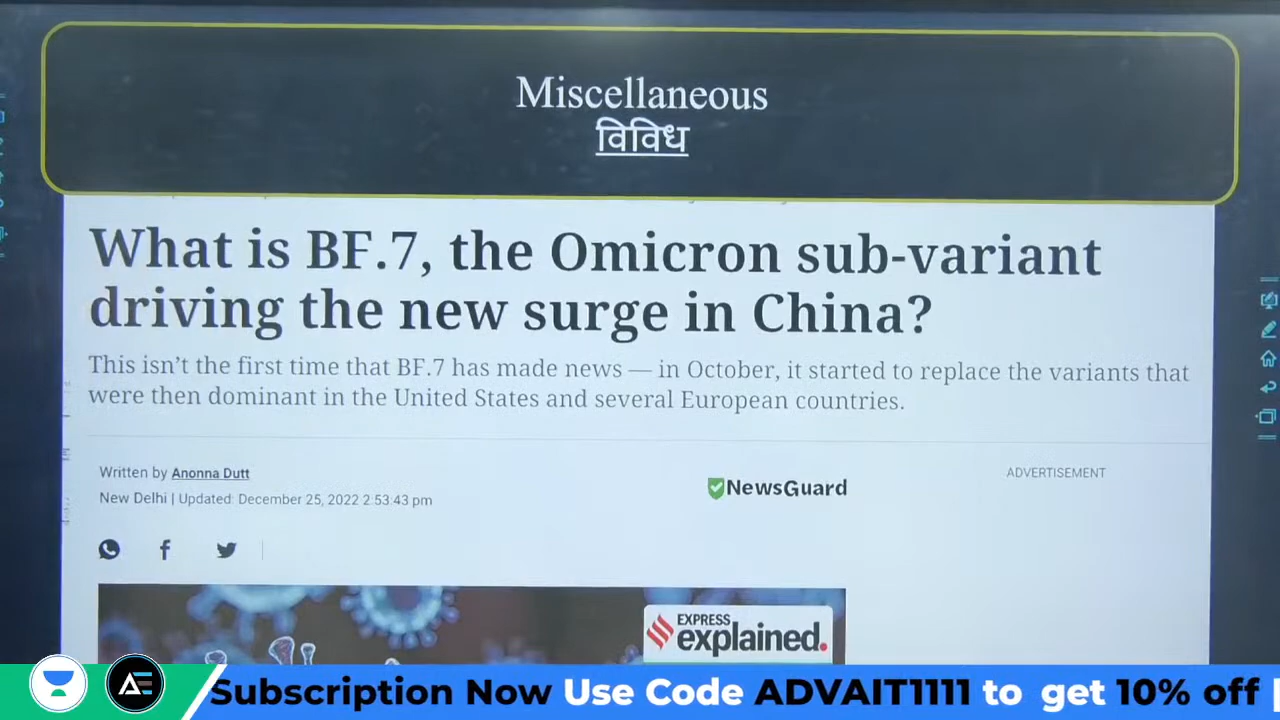 Miscellaneous
विविध
What is BF.7, the Omicron sub-variant
driving the new surge in China?
This isn't the first time that BF.7 has made news — in October, it started to replace the variants that
were then dominant in the United States and several European countries.
Written by Anonna Dutt
New Delhi | Updated: December 25, 2022 2:53:43 pm
NewsGuard
ADVERTISEMENT
EXPRESS
explained.
Subscription Now Use Code ADVAIT1111 to get 10% off